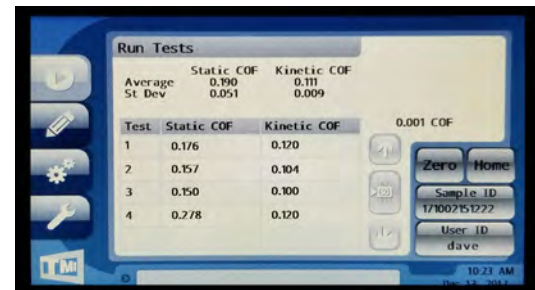 Run Tests
Static COF Kinetic COF
Average 0.190 0.111
St Dev 0.051 0.009
Test Static COF Kinetic COF
0.001 COF
1 0.176 0.120
2 0.157 0.104
3 0.150 0.100
4 0.278 0.120
Zero Home
Sample ID
171002151222
User ID
dave
TMI
10:23 AM